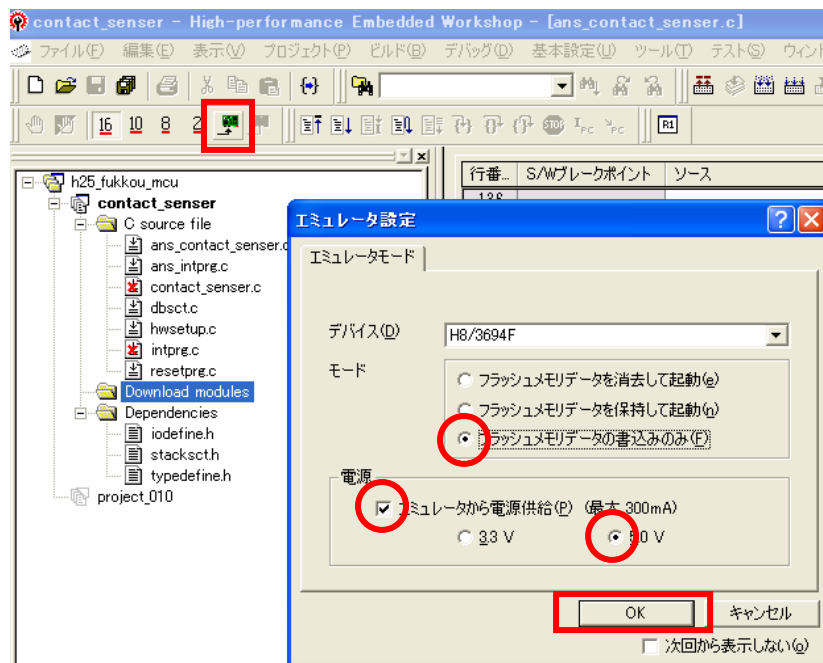 contact_senser - High-performance Embedded Workshop - [ans_contact_senser.c]
ファイル(F) 編集(E) 表示(V) プロジェクト(P) ビルド(B) デバッグ(D) 基本設定(U) ツール(T) テスト(S) ウィント
16 10 8 2
R1
行番... S/Wブレークポイント ソース
h25_fukkou_mcu
contact_senser
C source file
ans_contact_senser.c
ans_intprg.c
contact_senser.c
dbsct.c
hwsetup.c
intprg.c
resetprg.c
Download modules
Dependencies
iodefine.h
stacksct.h
typedefine.h
project_010
エミュレータ設定
エミュレータモード
デバイス(D) H8/3694F
モード
フラッシュメモリデータを消去して起動(e)
フラッシュメモリデータを保持して起動(n)
フラッシュメモリデータの書込みのみ(F)
電源
エミュレータから電源供給(P) (最大 300mA)
3.3 V 5.0 V
OK キャンセル
次回から表示しない(o)